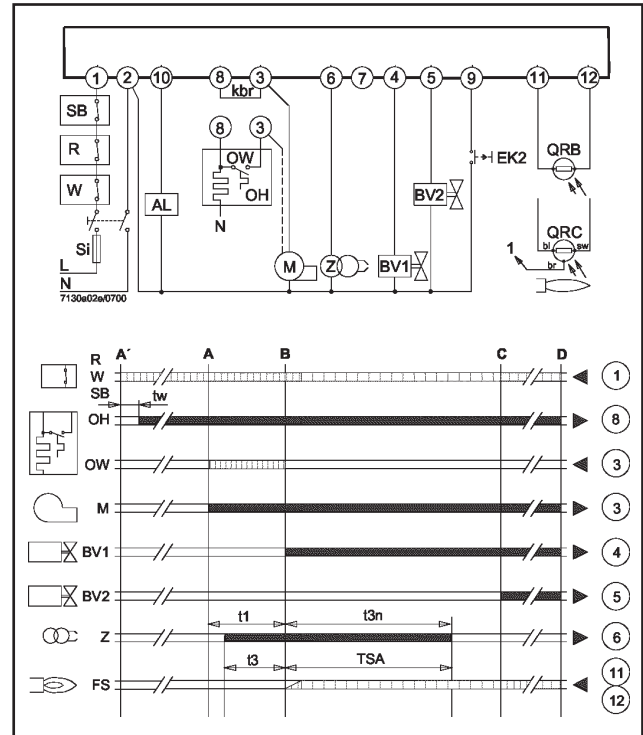 1 2 10 8 3 6 7 4 5 9 11 12
kbr
SB
8 3
QRB
R
OW
EK2
OH
W
AL
N
BV2
QRC
1
bl sw
br
Si
M
Z
BV1
L
N
7130a02e/0700
A´ A B C D
R
W 1
SB tw
OH 8
OW 3
M 3
BV1 4
BV2 5
t1 t3n
Z 6
t3 TSA
FS 11
12